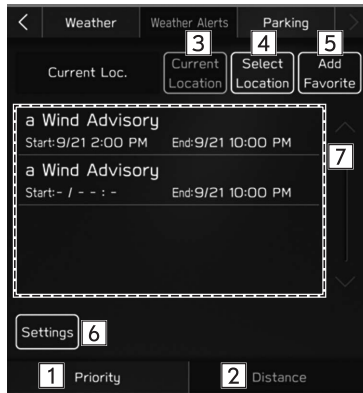 Weather Weather Alerts Parking
3 4 5
Current Loc.
Current Location
Select Location
Add Favorite
a Wind Advisory
Start:9/21 2:00 PM End:9/21 10:00 PM
7
a Wind Advisory
Start:- / - - : - End:9/21 10:00 PM
Settings 6
1 Priority 2 Distance